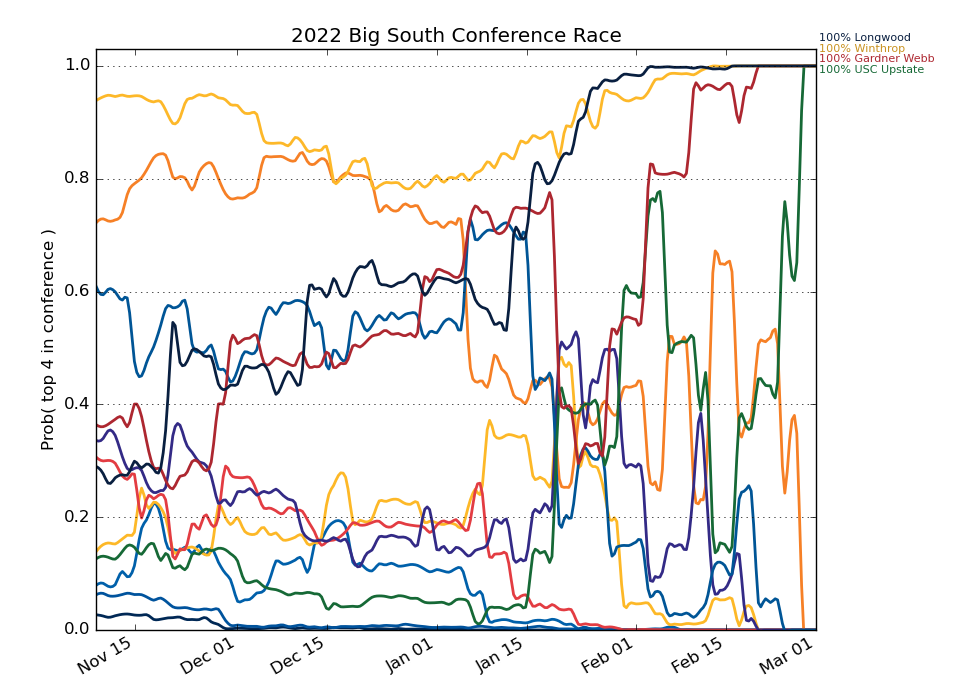 2022 Big South Conference Race
100% Longwood
100% Winthrop
100% Gardner Webb
100% USC Upstate
Prob( top 4 in conference )
1.0
0.8
0.6
0.4
0.2
0.0
Nov 15
Dec 01
Dec 15
Jan 01
Jan 15
Feb 01
Feb 15
Mar 01